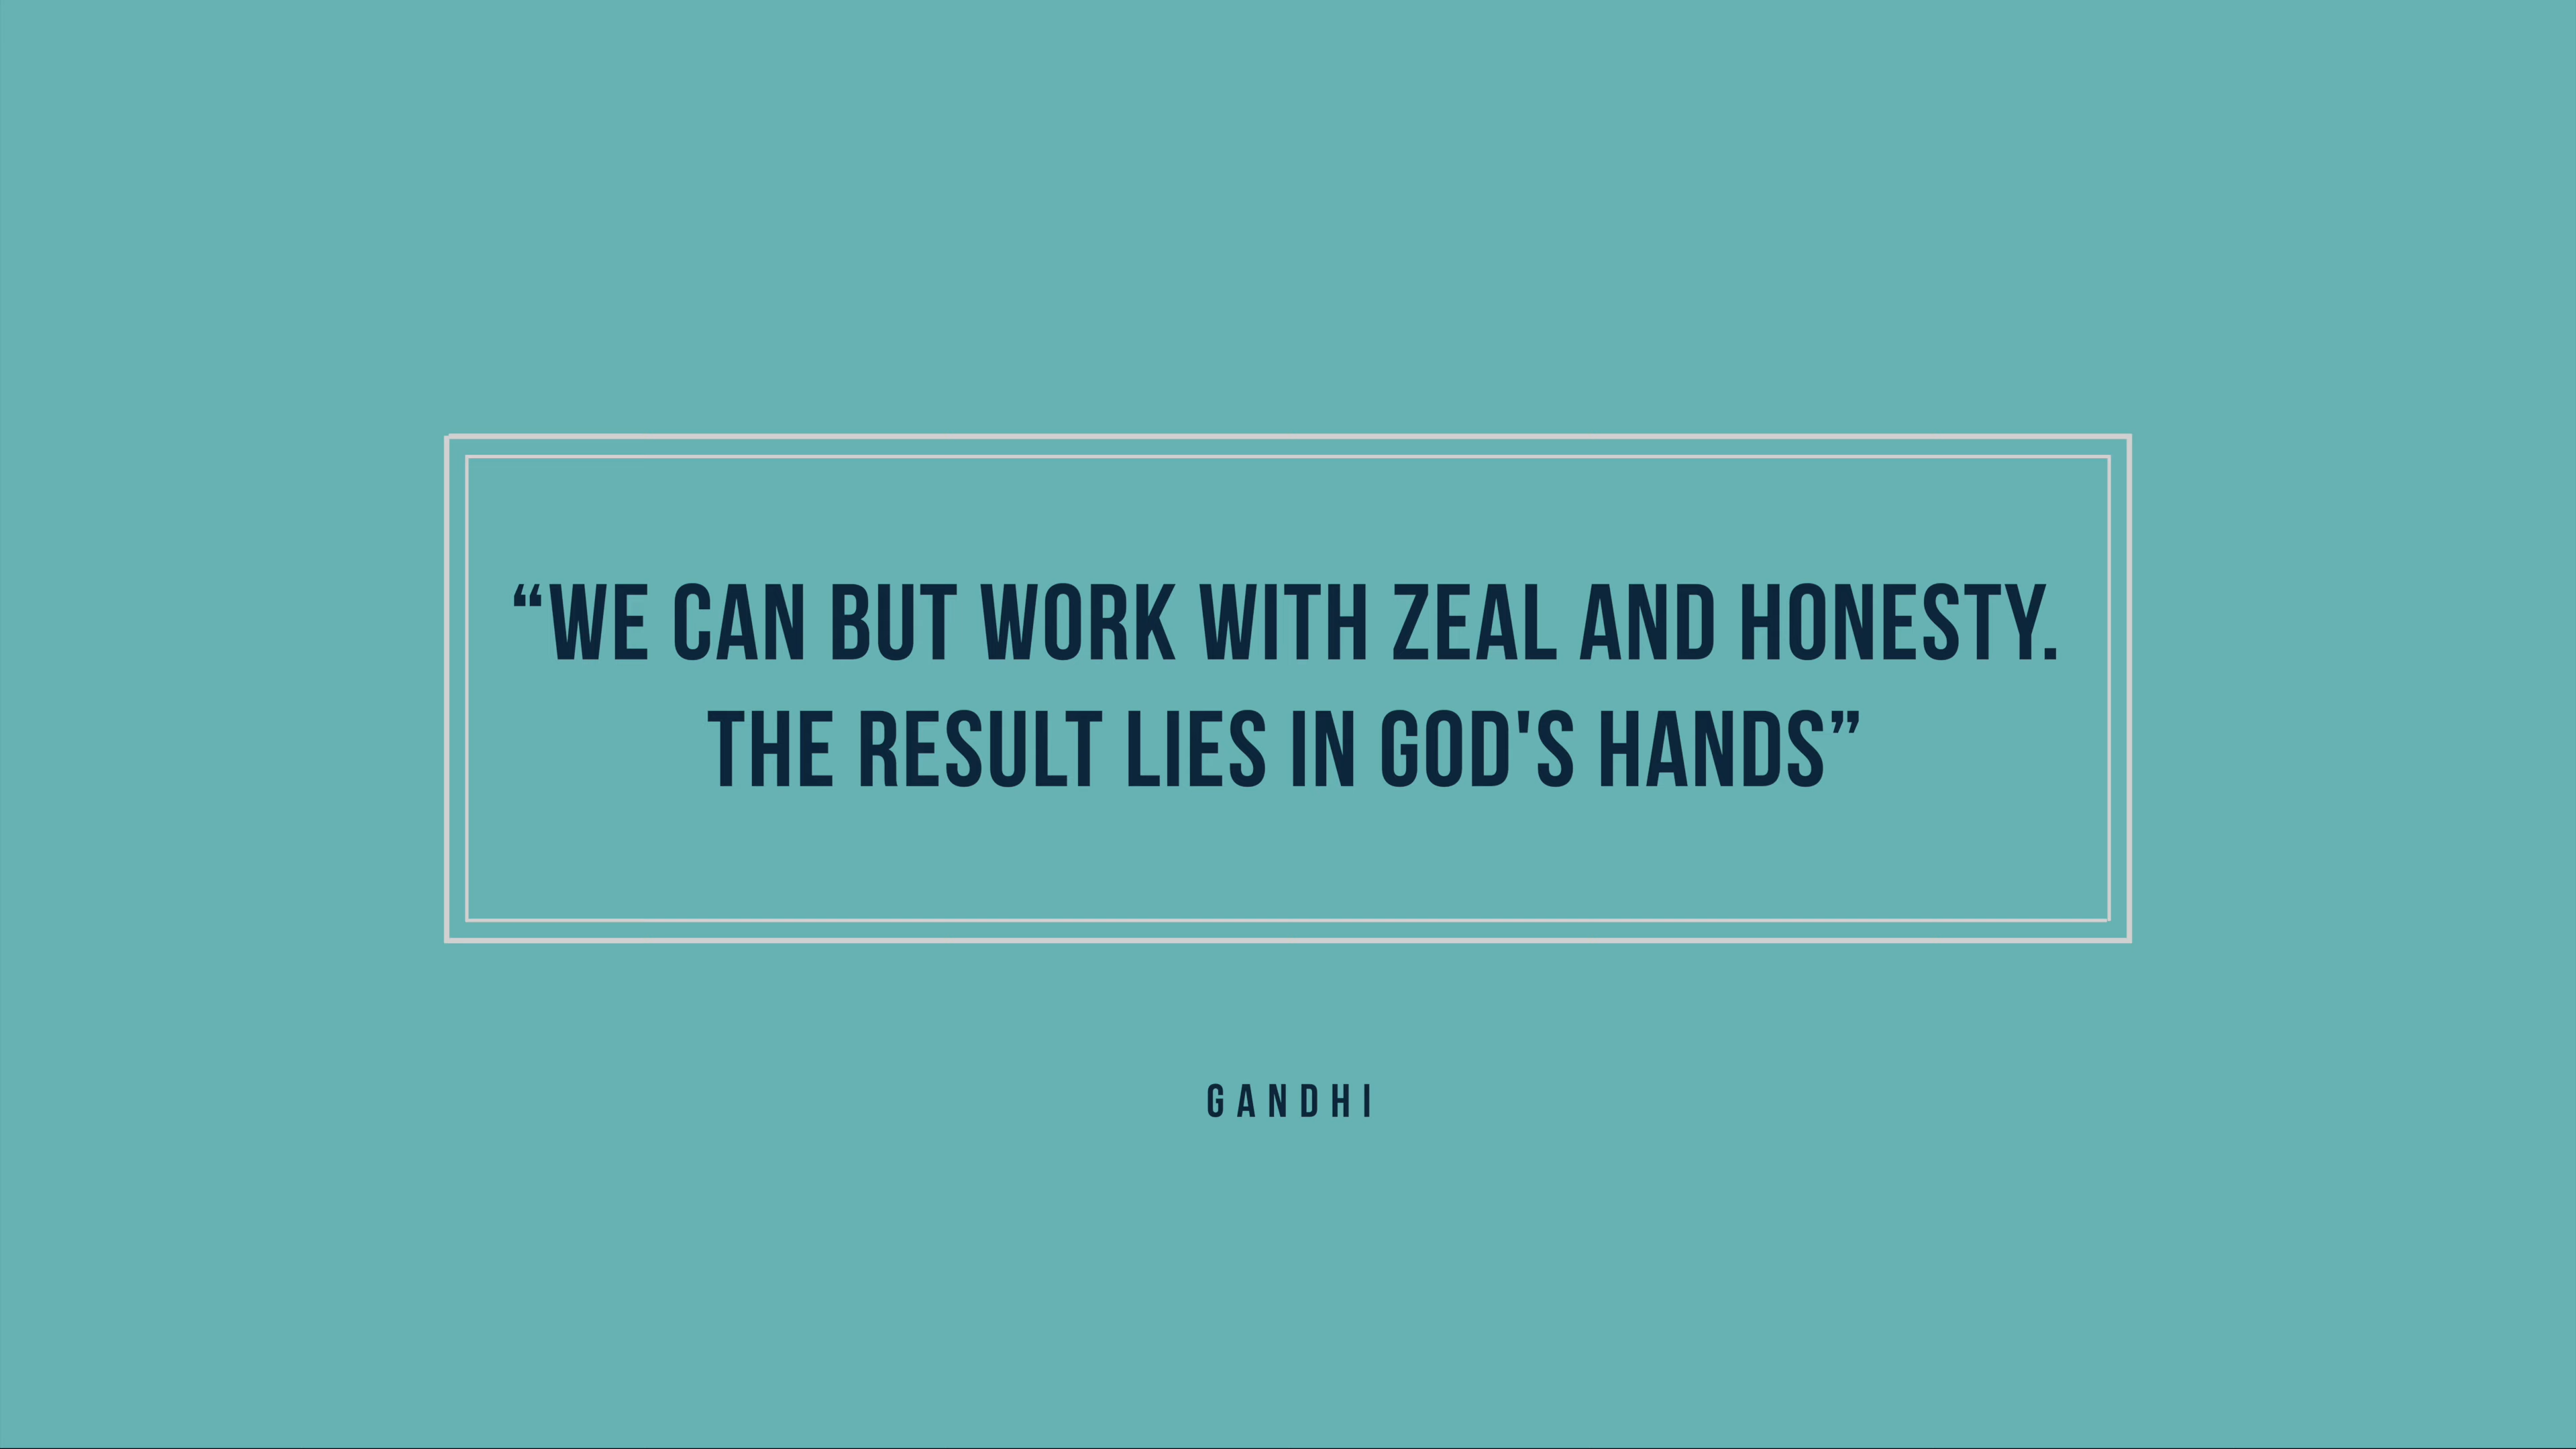 “WE CAN BUT WORK WITH ZEAL AND HONESTY.
THE RESULT LIES IN GOD'S HANDS”
GANDHI